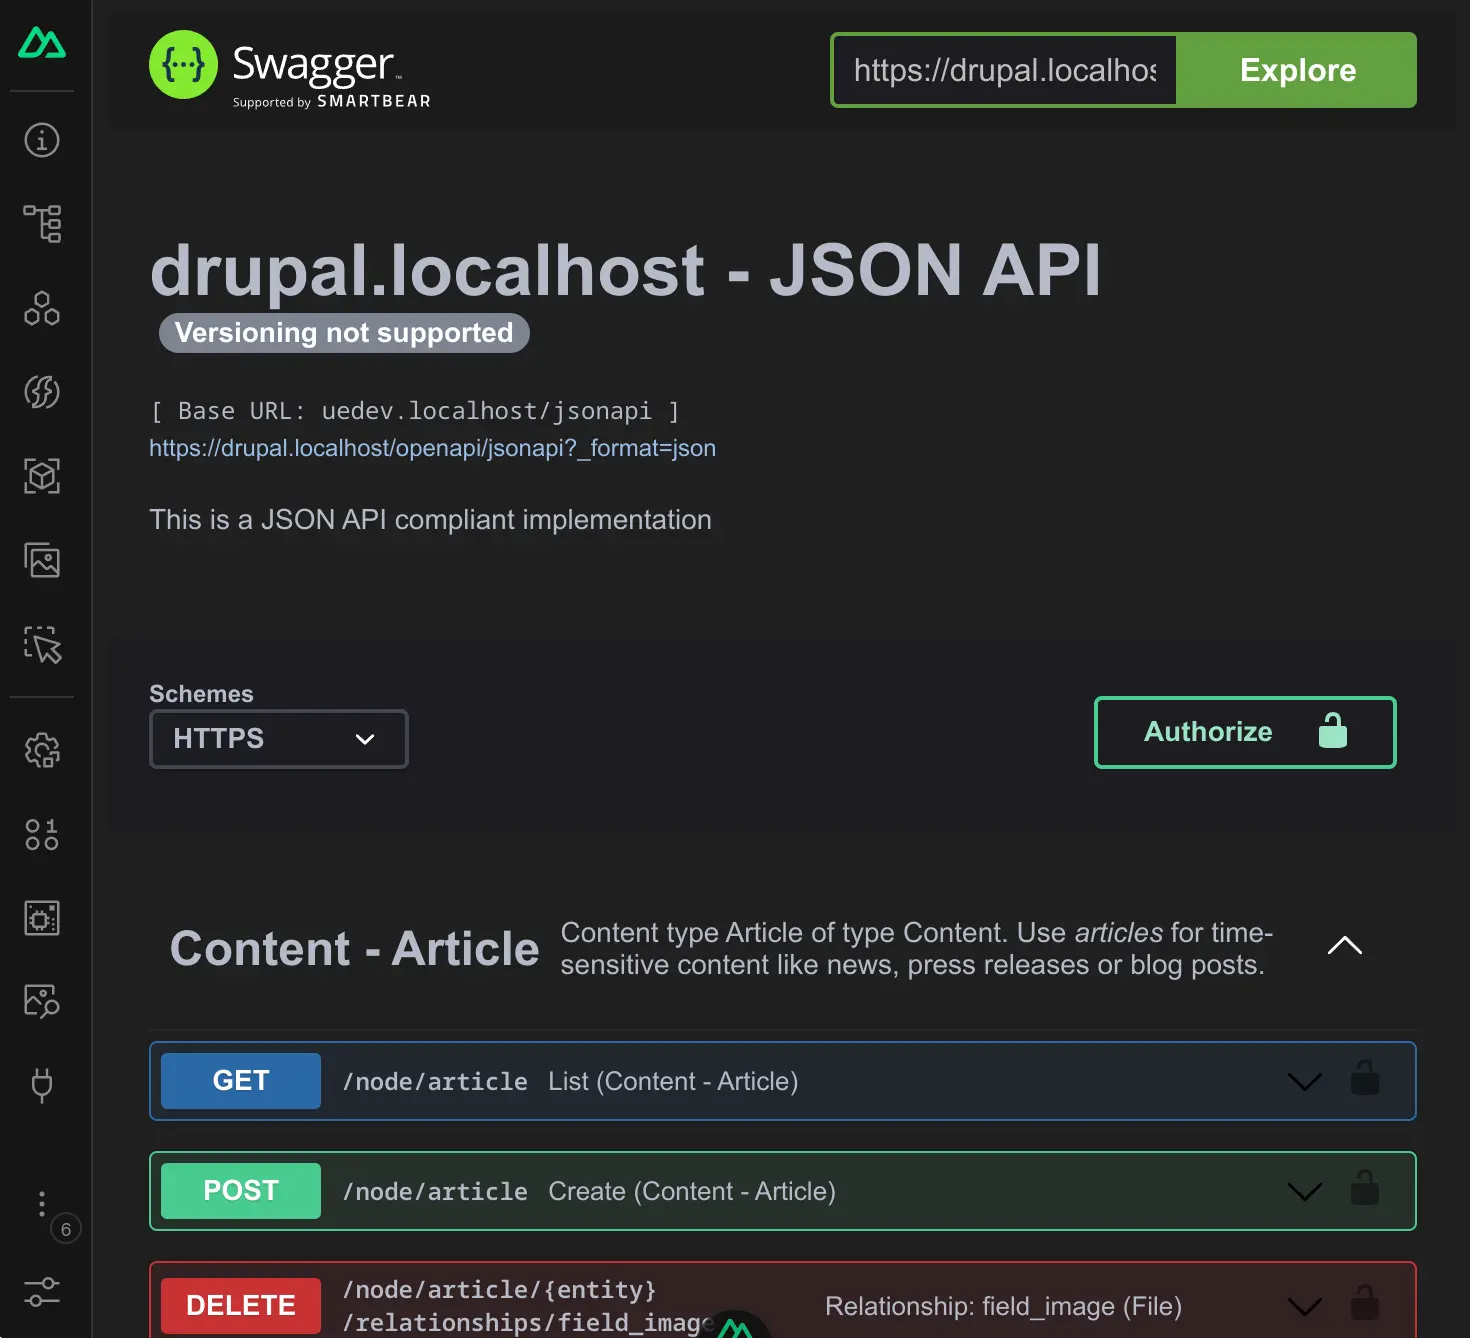 {···} Swagger™
Supported by SMARTBEAR
https://drupal.localhos
Explore
drupal.localhost - JSON API
Versioning not supported
[ Base URL: uedev.localhost/jsonapi ]
https://drupal.localhost/openapi/jsonapi?_format=json
This is a JSON API compliant implementation
Schemes
HTTPS
Authorize
Content - Article
Content type Article of type Content. Use articles for time-
sensitive content like news, press releases or blog posts.
GET /node/article List (Content - Article)
POST /node/article Create (Content - Article)
DELETE
/node/article/{entity}
/relationships/field_image
Relationship: field_image (File)
6